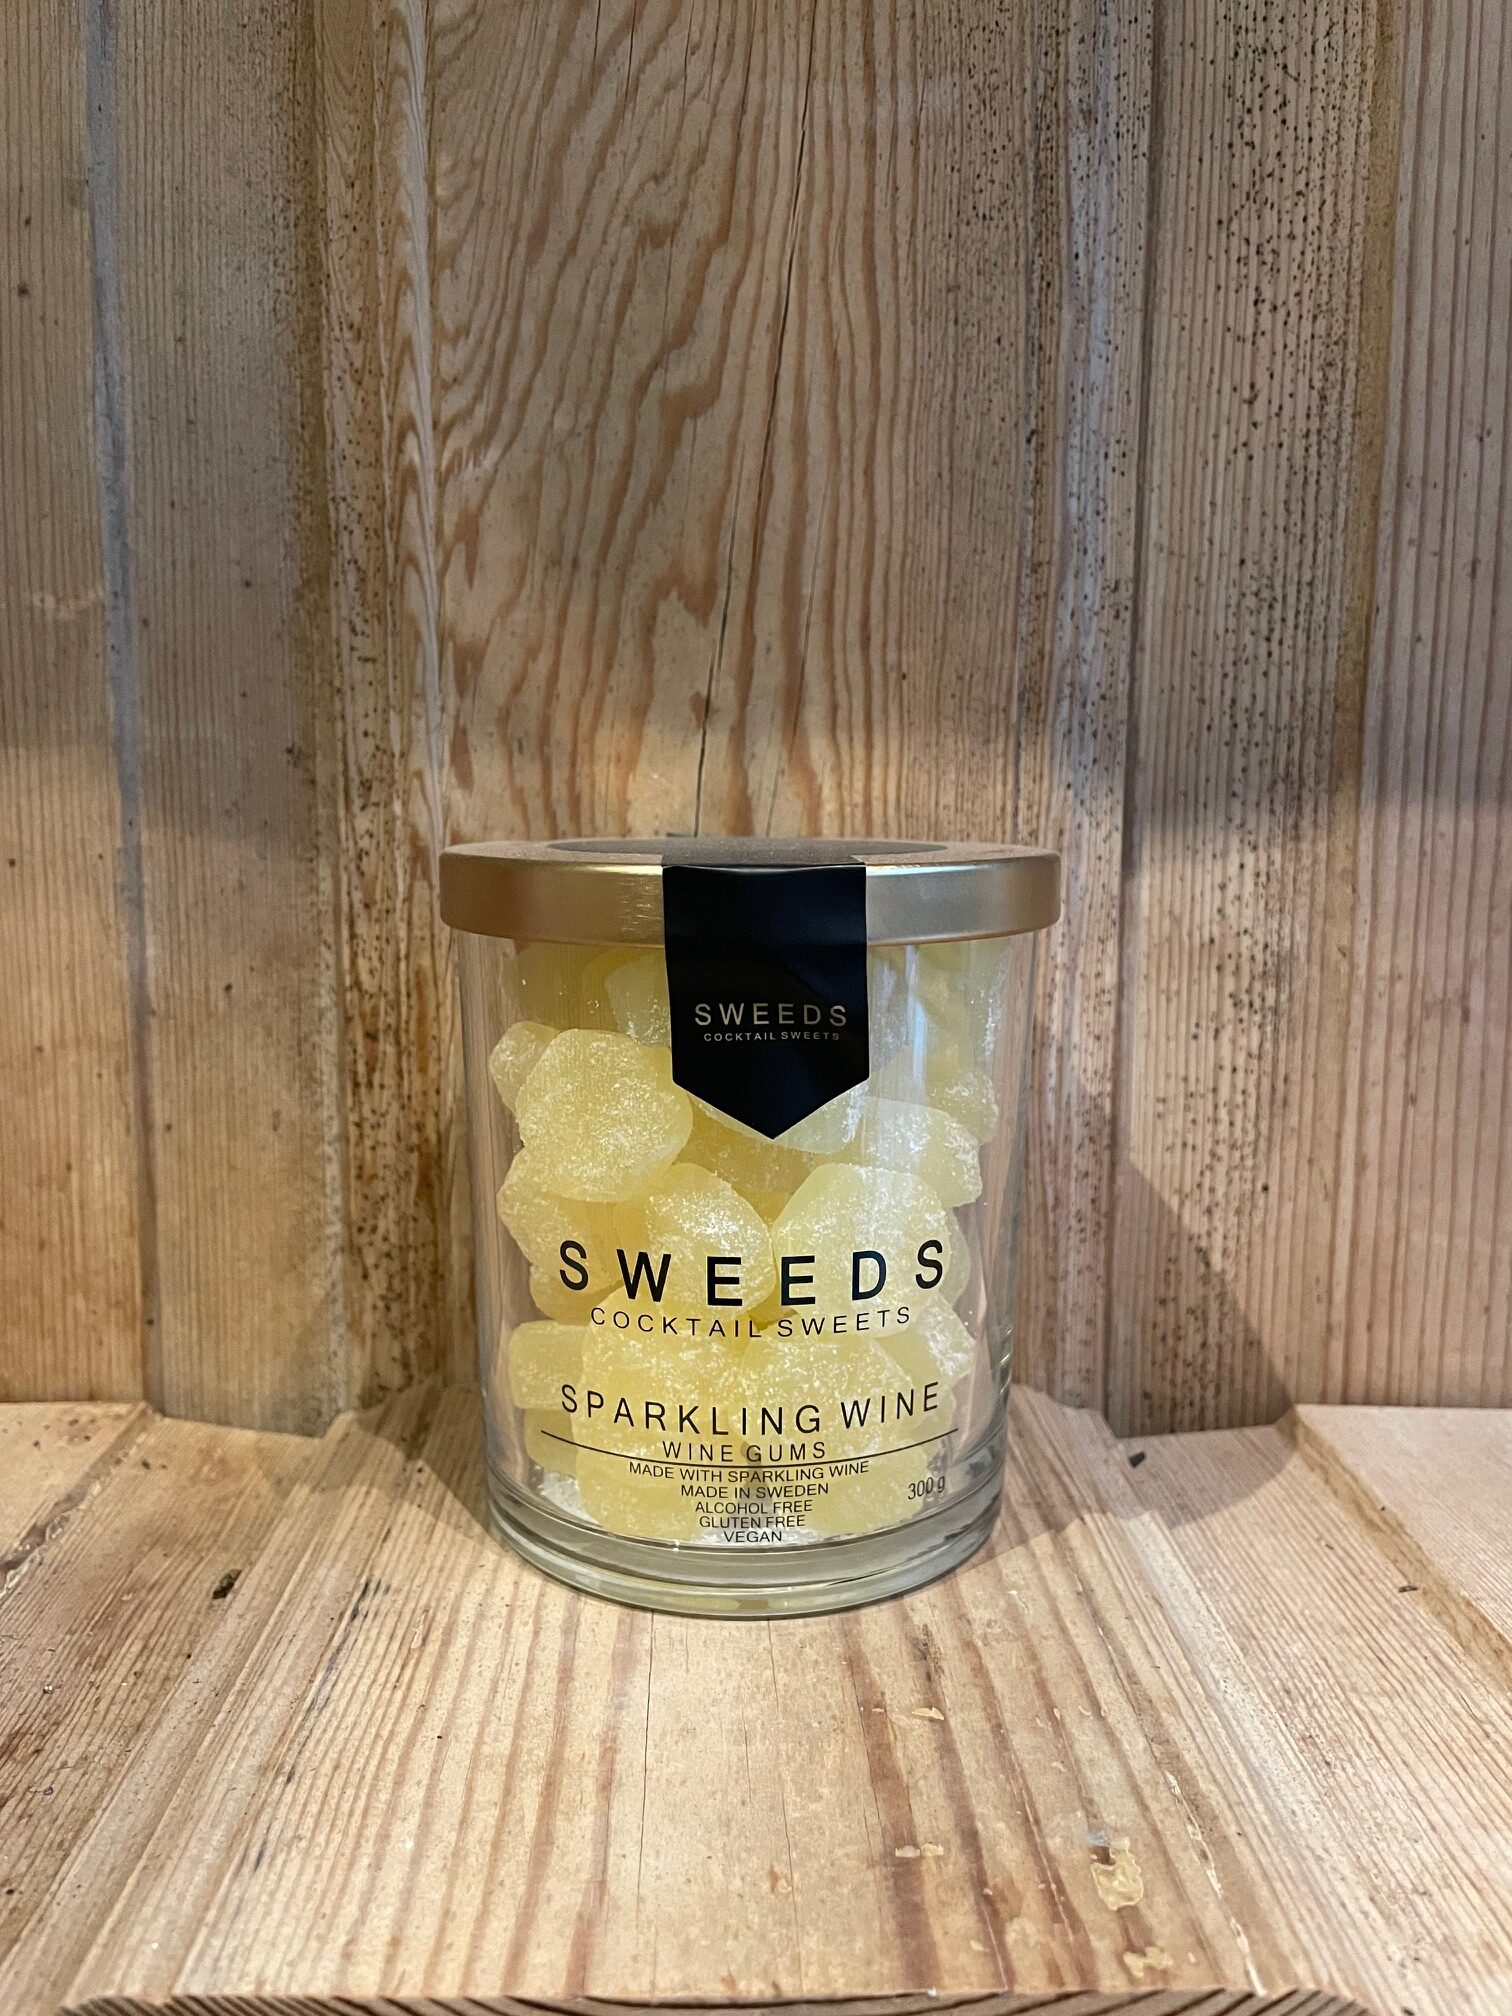 SWEEDS
COCKTAIL SWEETS
SWEEDS
COCKTAIL SWEETS
SPARKLING WINE
WINE GUMS
MADE WITH SPARKLING WINE
MADE IN SWEDEN
300 g
ALCOHOL FREE
GLUTEN FREE
VEGAN